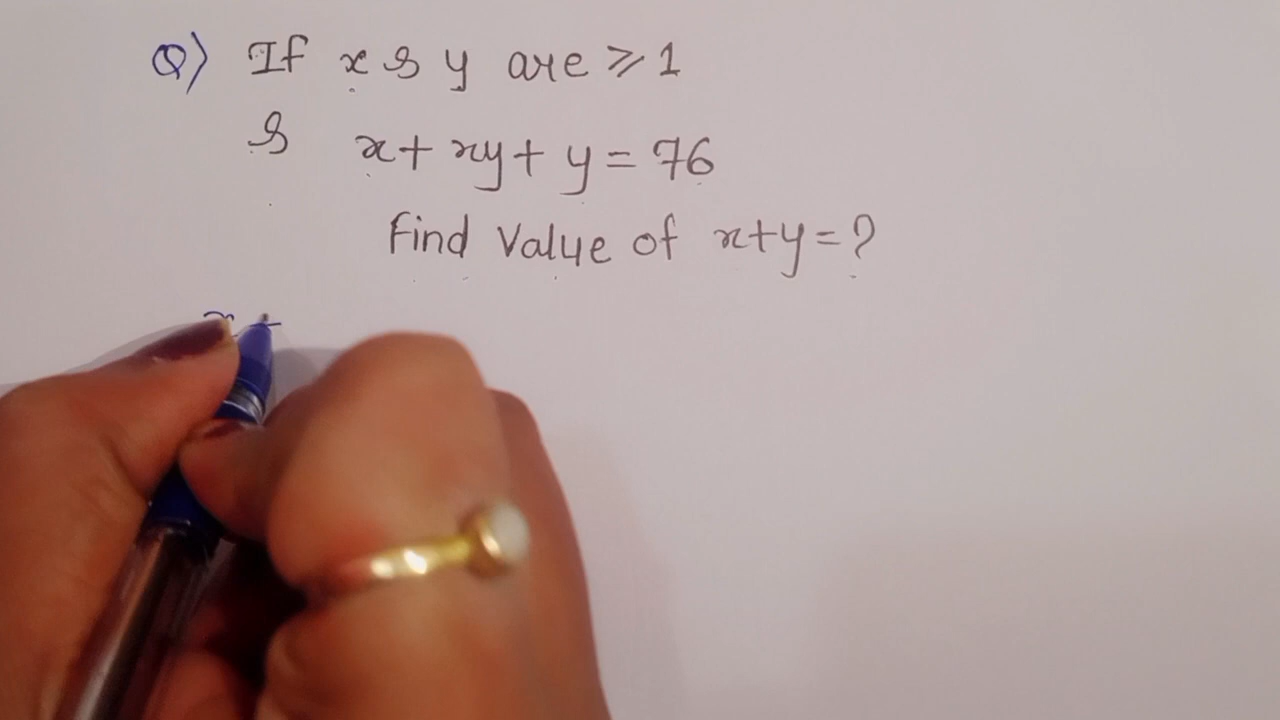 Q) If x & y are ⩾ 1
& x + xy + y = 76
Find Value of x+y = ?
x